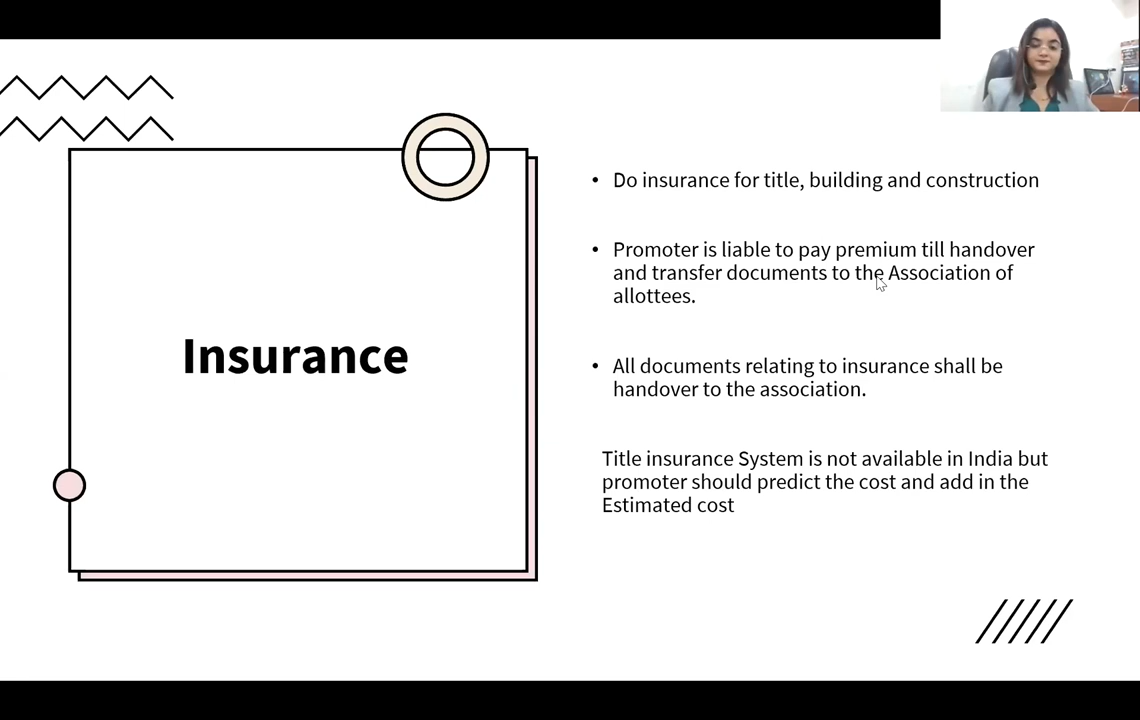 Insurance
• Do insurance for title, building and construction
• Promoter is liable to pay premium till handover
and transfer documents to the Association of
allottees.
• All documents relating to insurance shall be
handover to the association.
Title insurance System is not available in India but
promoter should predict the cost and add in the
Estimated cost